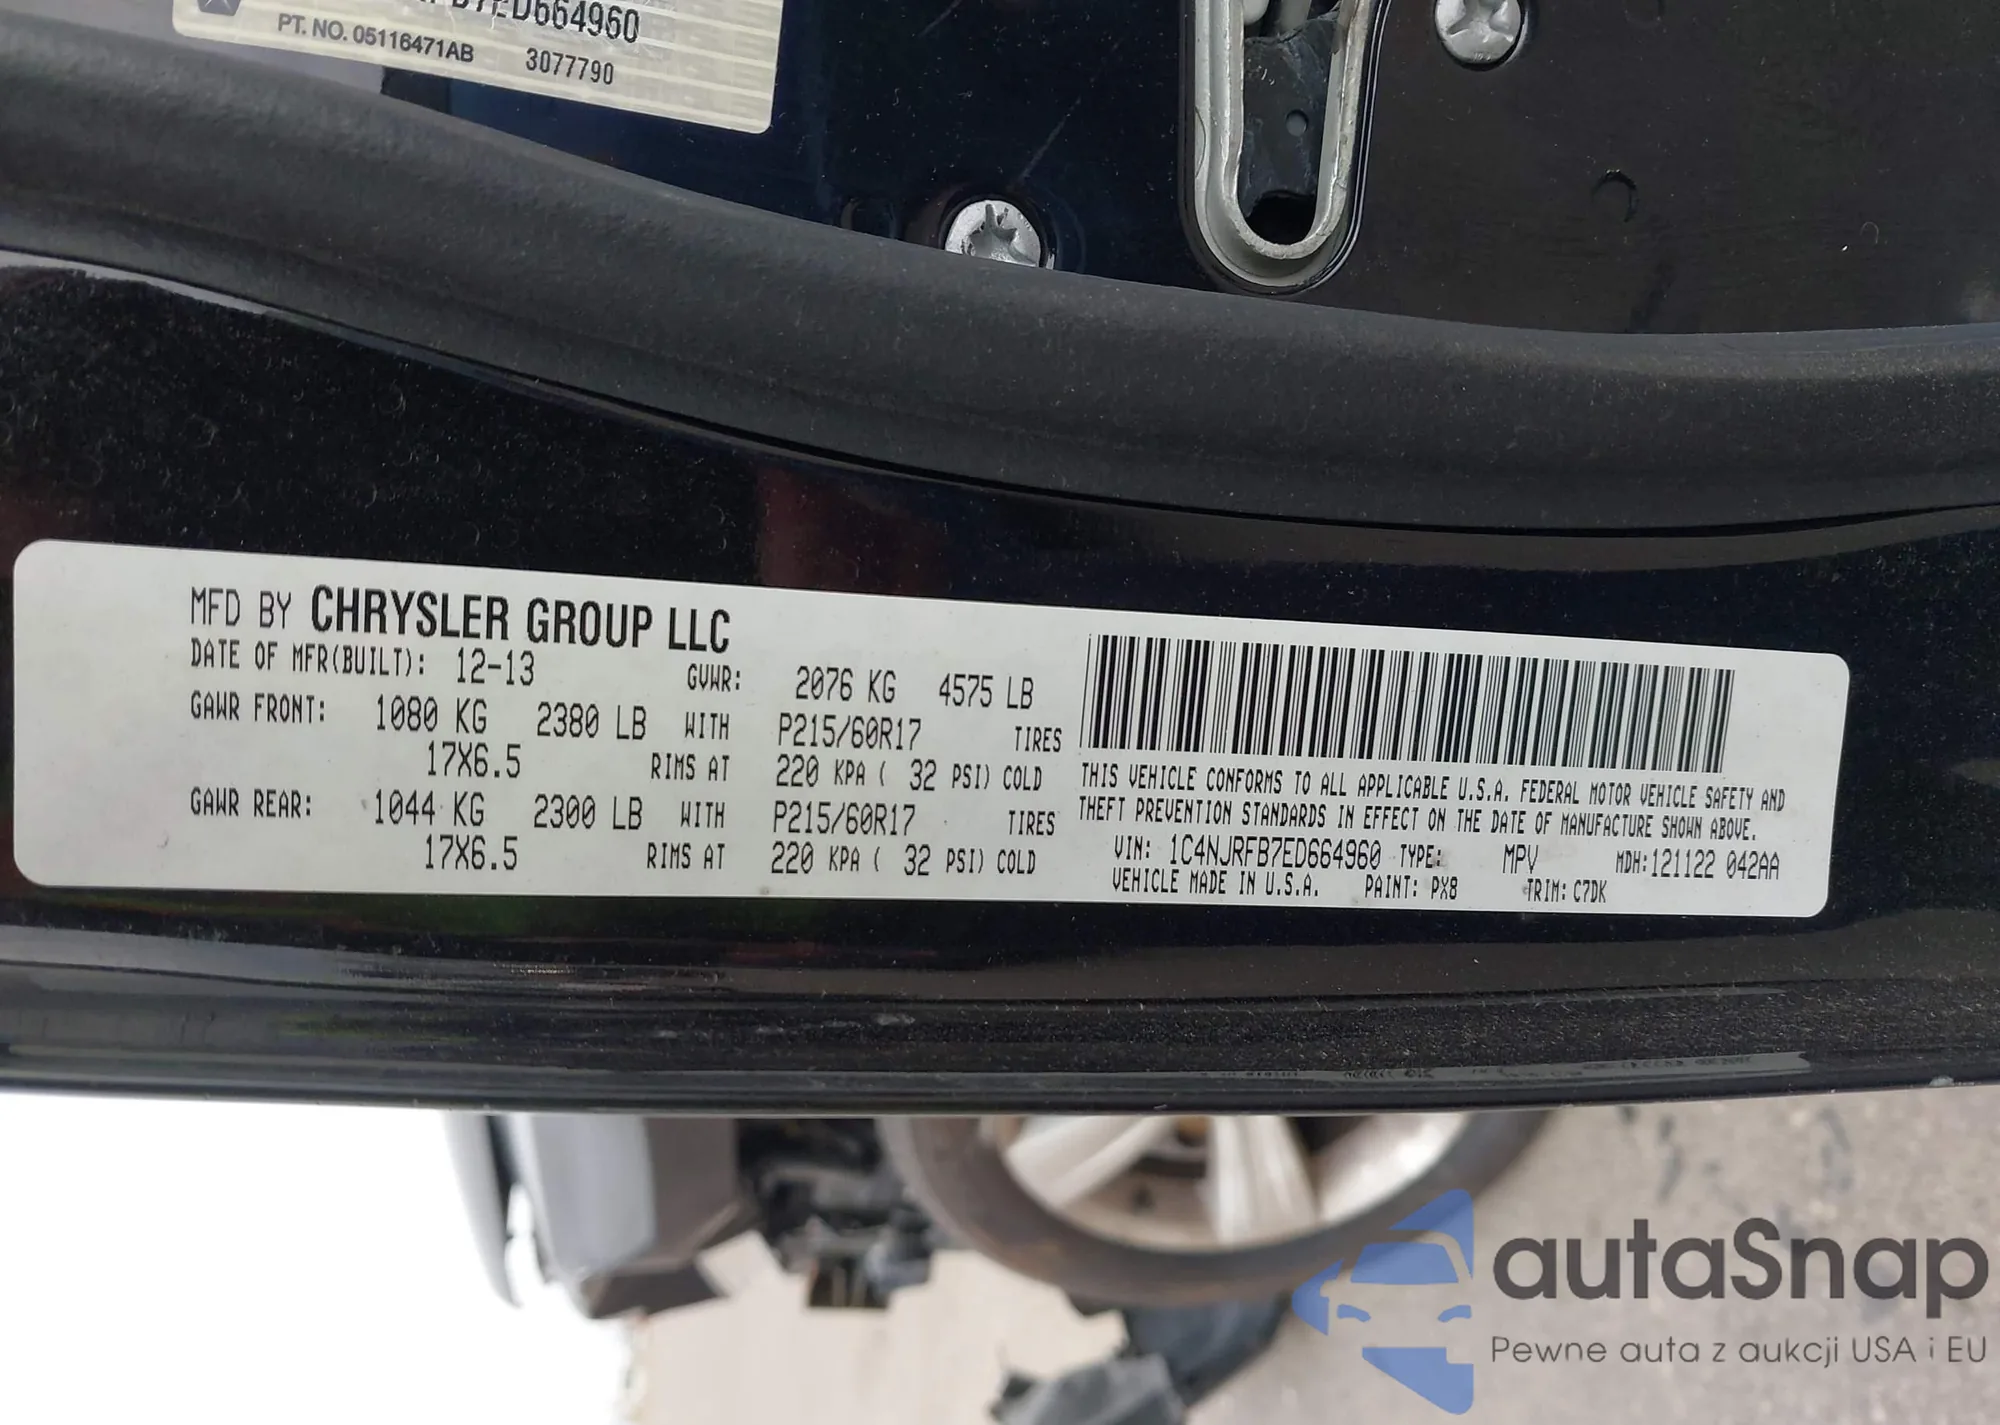 7ED664960
PT. NO. 05116471AB 3077790
MFD BY CHRYSLER GROUP LLC
DATE OF MFR(BUILT): 12-13 GVWR: 2076 KG 4575 LB
GAWR FRONT: 1080 KG 2380 LB WITH P215/60R17 TIRES
17X6.5 RIMS AT 220 KPA ( 32 PSI) COLD
GAWR REAR: 1044 KG 2300 LB WITH P215/60R17 TIRES
17X6.5 RIMS AT 220 KPA ( 32 PSI) COLD
THIS VEHICLE CONFORMS TO ALL APPLICABLE U.S.A. FEDERAL MOTOR VEHICLE SAFETY AND
THEFT PREVENTION STANDARDS IN EFFECT ON THE DATE OF MANUFACTURE SHOWN ABOVE.
VIN: 1C4NJRFB7ED664960 TYPE: MPV MDH:121122 042AA
VEHICLE MADE IN U.S.A. PAINT: PX8 TRIM: C7DK
autaSnap
Pewne auta z aukcji USA i EU